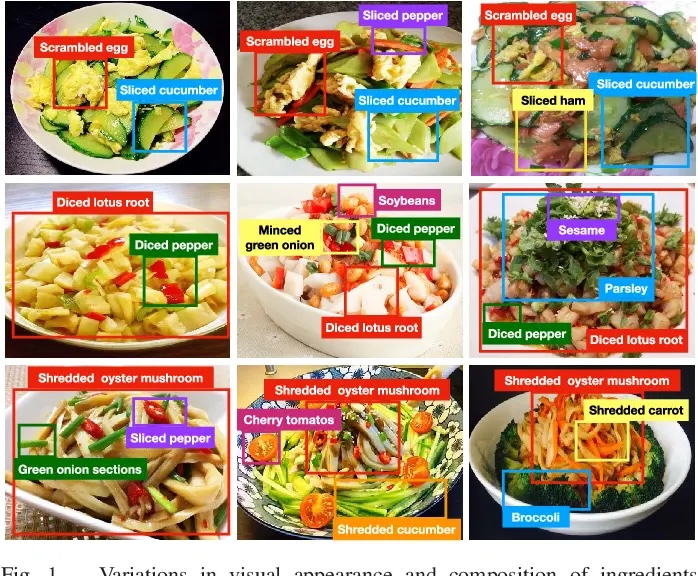 Scrambled egg
Sliced cucumber
Sliced pepper
Scrambled egg
Sliced cucumber
Scrambled egg
Sliced cucumber
Sliced ham
Diced lotus root
Diced pepper
Soybeans
Minced
green onion
Diced pepper
Diced lotus root
Sesame
Parsley
Diced pepper
Diced lotus root
Shredded oyster mushroom
Sliced pepper
Green onion sections
Shredded oyster mushroom
Cherry tomatos
Shredded cucumber
Shredded oyster mushroom
Shredded carrot
Broccoli
Fig. 1. Variations in visual appearance and composition of ingredients